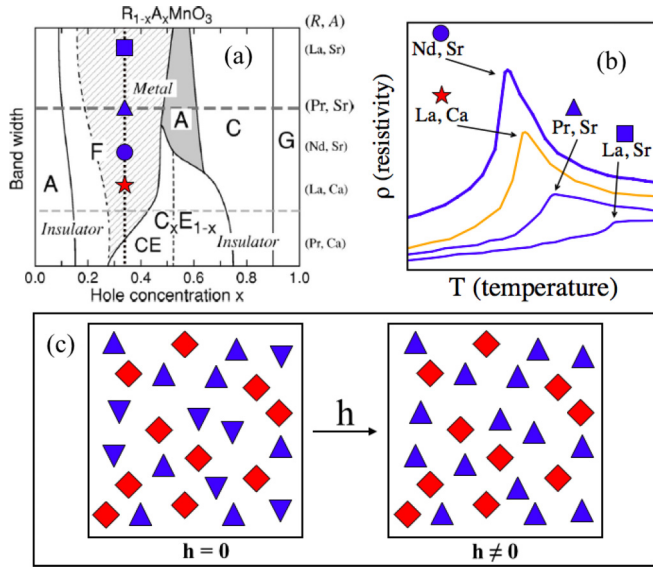 R₁₋ₓAₓMnO₃
(R, A)
(a)
(La, Sr)
Metal
(Pr, Sr)
A
C
G
(Nd, Sr)
F
A
(La, Ca)
Insulator
CₓE₁₋ₓ
Insulator
CE
(Pr, Ca)
Band width
0.0 0.2 0.4 0.6 0.8 1.0
Hole concentration x
(b)
Nd, Sr
La, Ca
Pr, Sr
La, Sr
ρ (resistivity)
T (temperature)
(c)
h
h = 0
h ≠ 0